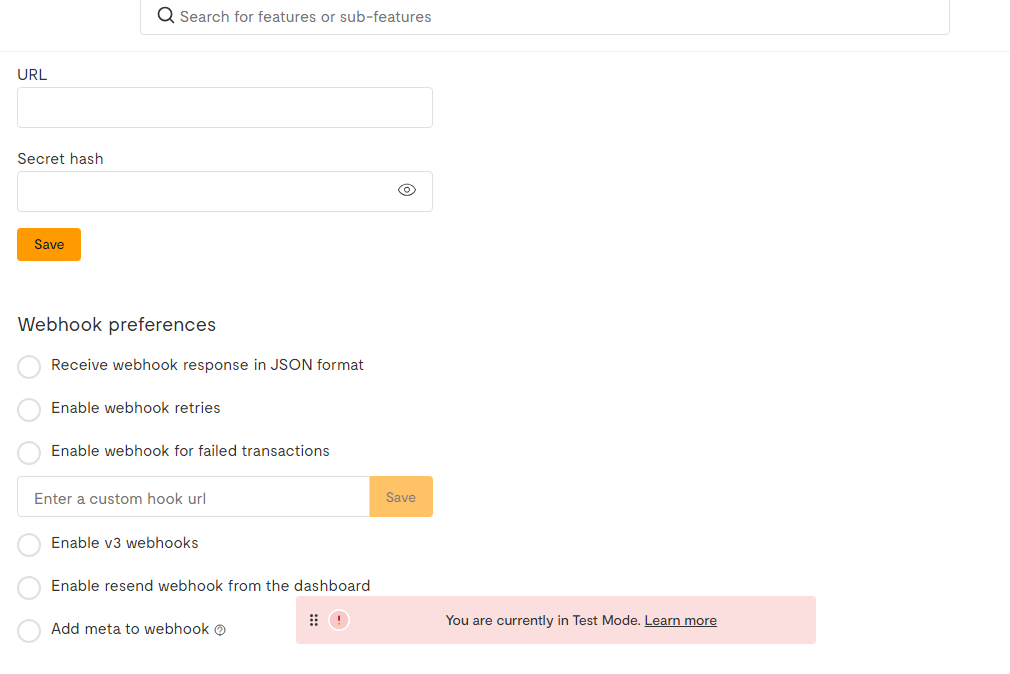 Search for features or sub-features
URL
Secret hash
Save
Webhook preferences
Receive webhook response in JSON format
Enable webhook retries
Enable webhook for failed transactions
Enter a custom hook url
Save
Enable v3 webhooks
Enable resend webhook from the dashboard
Add meta to webhook
You are currently in Test Mode. Learn more